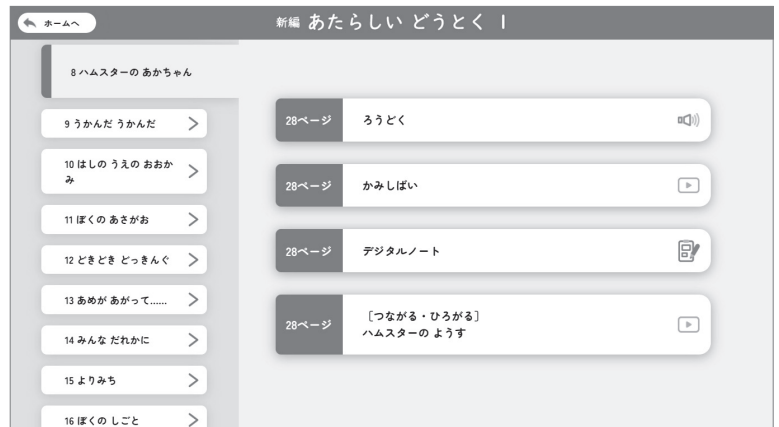 ホームへ
新編 あたらしい どうとく 1
8 ハムスターの あかちゃん
9 うかんだ うかんだ
10 はしの うえの おおか
み
11 ぼくの あさがお
12 どきどき どっきんぐ
13 あめが あがって……
14 みんな だれかに
15 よりみち
16 ぼくの しごと
28ページ ろうどく
28ページ かみしばい
28ページ デジタルノート
28ページ ［つながる・ひろがる］
ハムスターの ようす